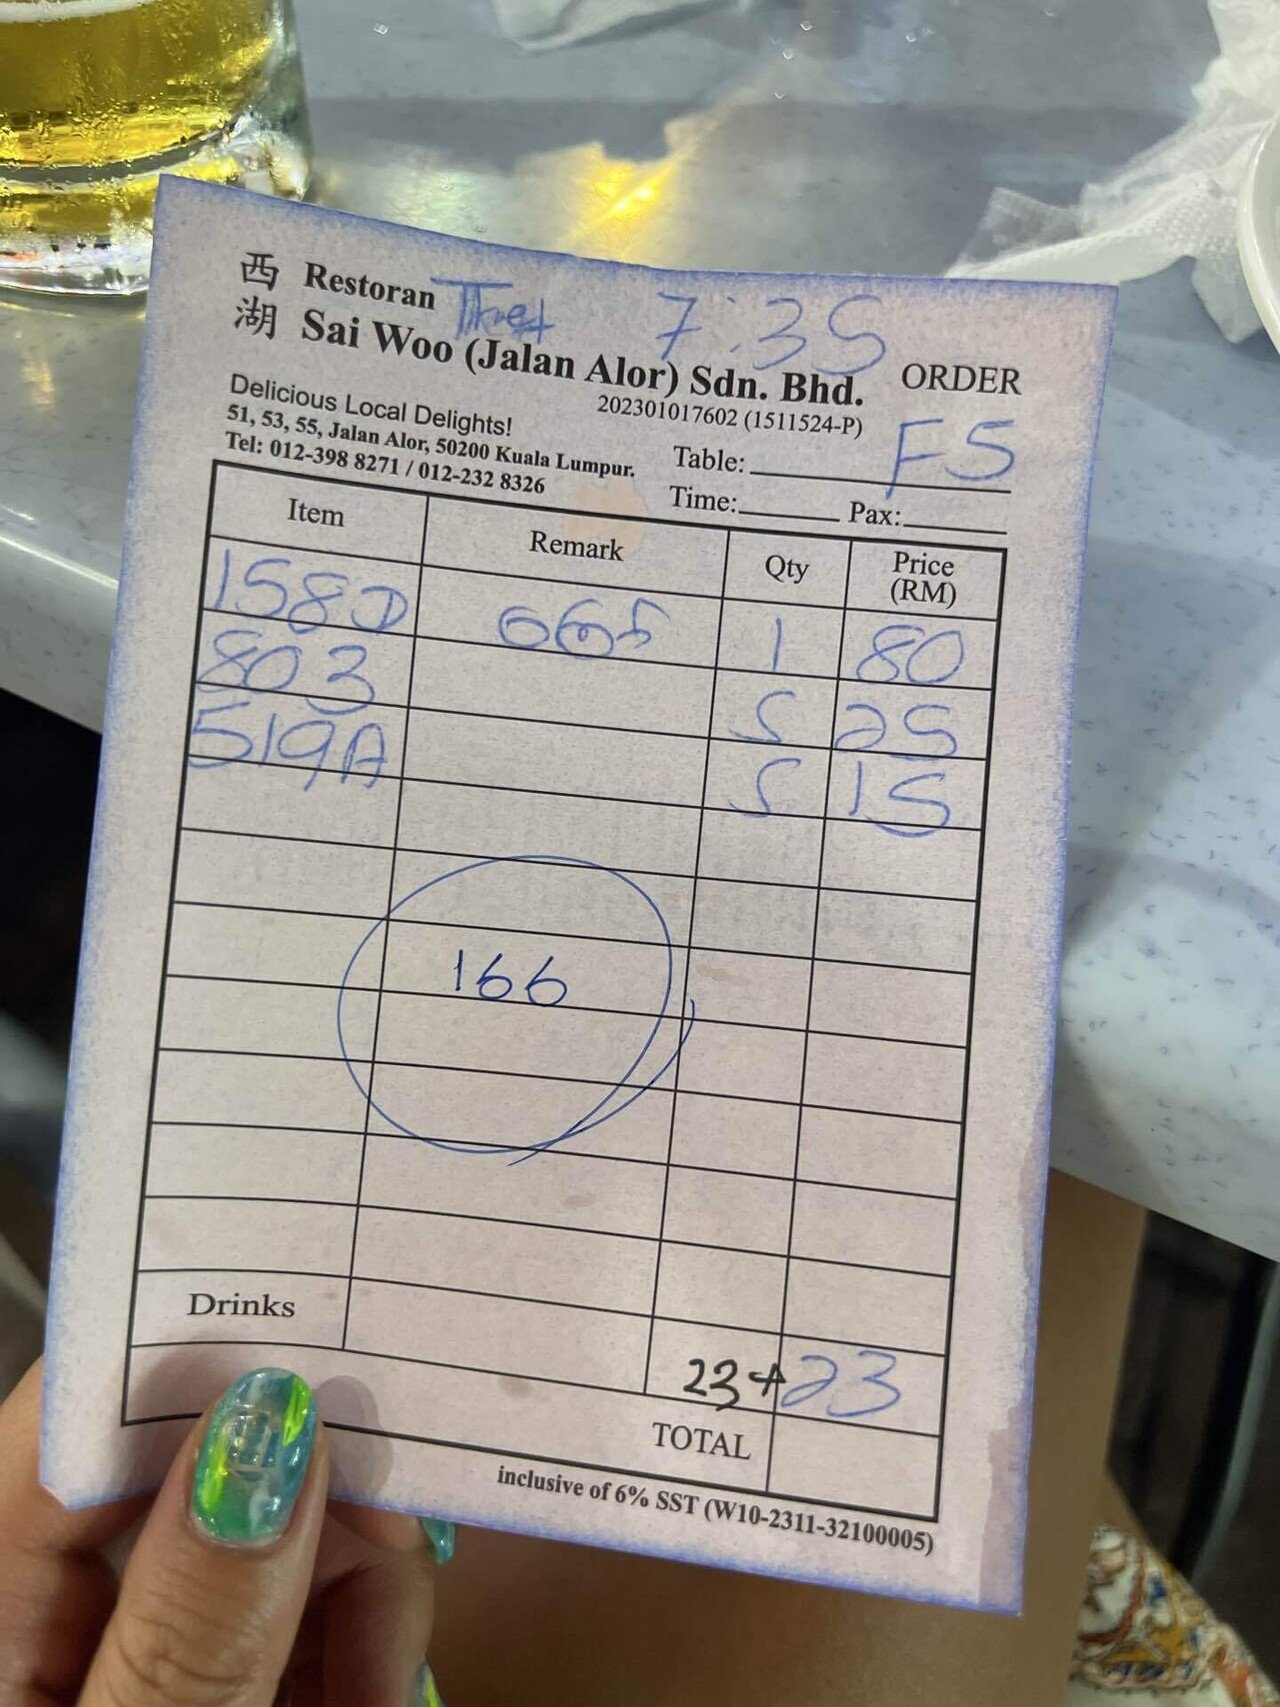 西湖 Restoran
Sai Woo (Jalan Alor) Sdn. Bhd.
7:35
ORDER
202301017602 (1511524-P)
Delicious Local Delights!
51, 53, 55, Jalan Alor, 50200 Kuala Lumpur.
Tel: 012-398 8271 / 012-232 8326
Table: F5
Time: Pax:
Item Remark Qty Price (RM)
158D 1 80
803 5 25
519A 5 15
166
Drinks
23+ 23
TOTAL
inclusive of 6% SST (W10-2311-32100005)